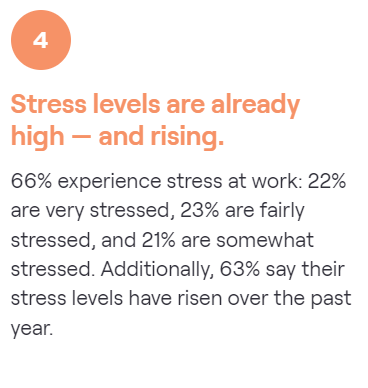 4
Stress levels are already
high — and rising.
66% experience stress at work: 22%
are very stressed, 23% are fairly
stressed, and 21% are somewhat
stressed. Additionally, 63% say their
stress levels have risen over the past
year.